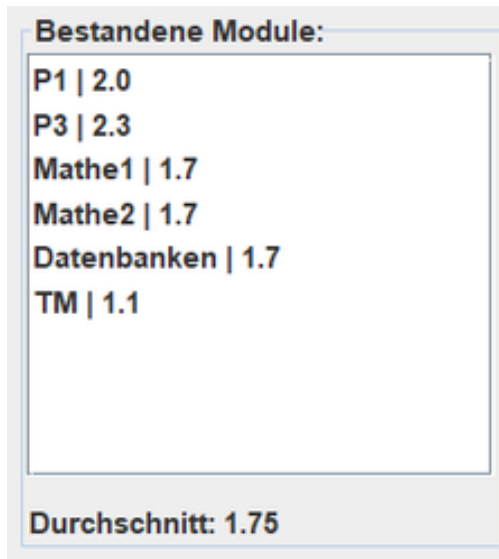 Bestandene Module:
P1 | 2.0
P3 | 2.3
Mathe1 | 1.7
Mathe2 | 1.7
Datenbanken | 1.7
TM | 1.1
Durchschnitt: 1.75